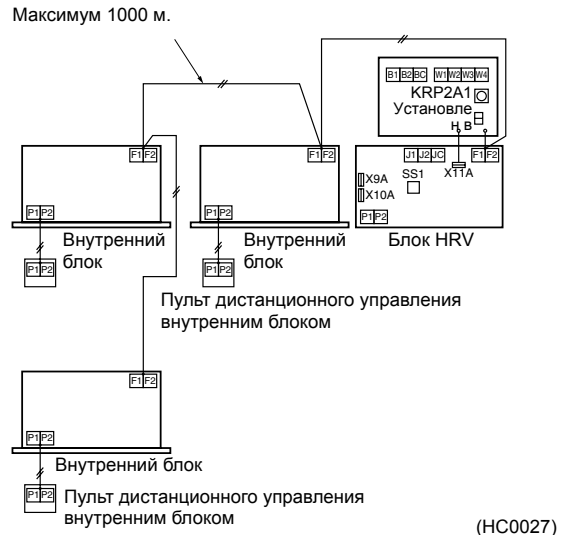 Максимум 1000 м.
B1 B2 BC W1 W2 W3 W4
KRP2A1
Установле
Н В
F1 F2
F1 F2
J1 J2 JC
F1 F2
X9A
X10A
SS1
X11A
P1 P2
P1 P2
P1 P2
Внутренний
блок
Внутренний
блок
Блок HRV
P1 P2
P1 P2
Пульт дистанционного управления
внутренним блоком
F1 F2
P1 P2
Внутренний блок
P1 P2
Пульт дистанционного управления
внутренним блоком
(HC0027)